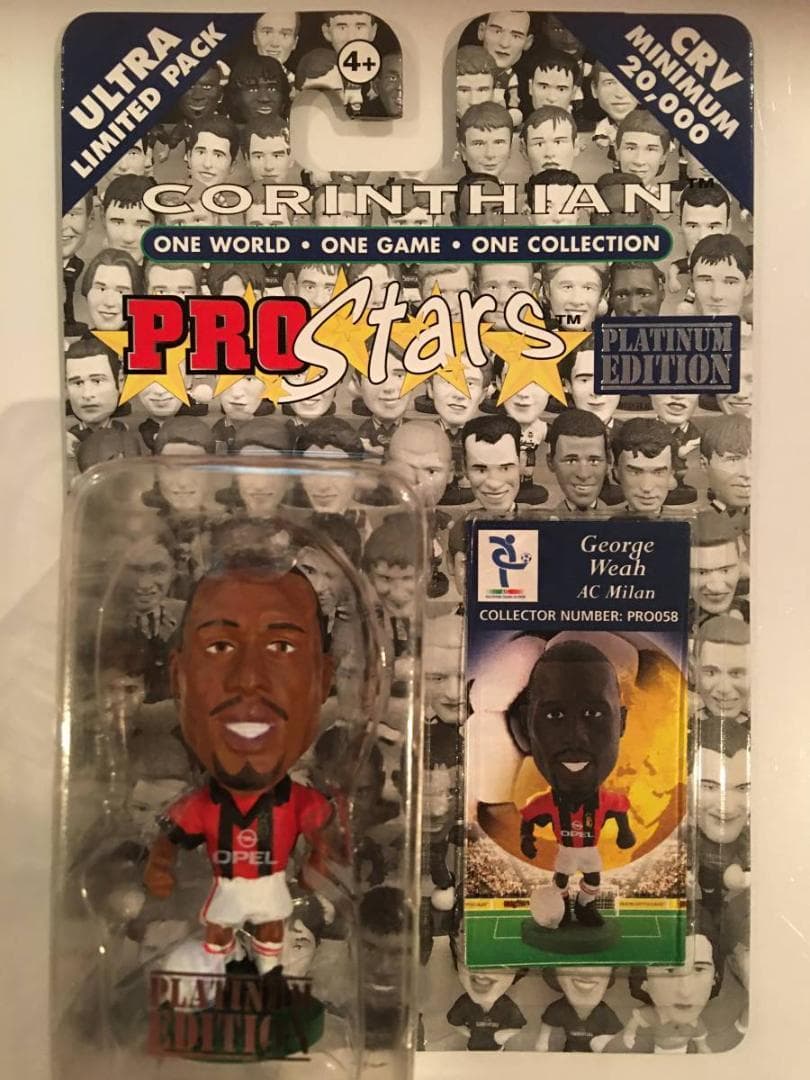 ULTRA
LIMITED PACK
4+
CRV
MINIMUM
20,000
CORINTHIAN™
ONE WORLD • ONE GAME • ONE COLLECTION
PROStars™
PLATINUM
EDITION
George
Weah
AC Milan
COLLECTOR NUMBER: PRO058
OPEL
OPEL
PLATINUM
EDITION